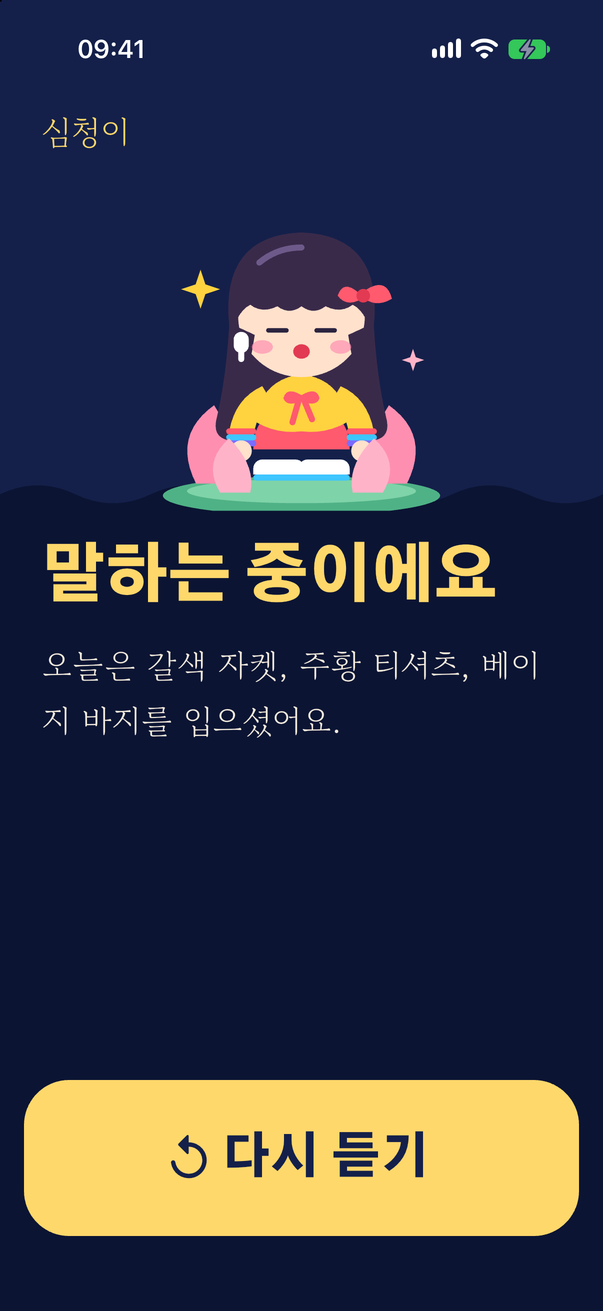 09:41
심청이
말하는 중이에요
오늘은 갈색 자켓, 주황 티셔츠, 베이
지 바지를 입으셨어요.
다시 듣기